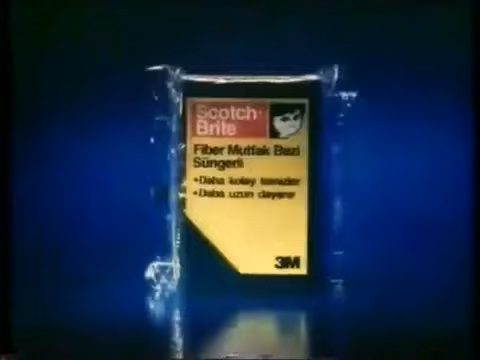 Scotch
Brite
Fiber Mutfak Bezi
Süngerli
•Daha kolay temizler
•Daha uzun dayanır
3M